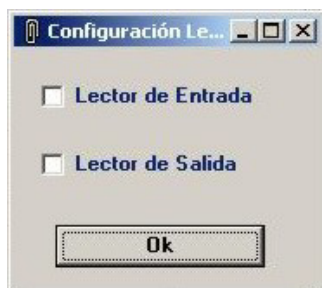 Configuración Le...
Lector de Entrada
Lector de Salida
Ok